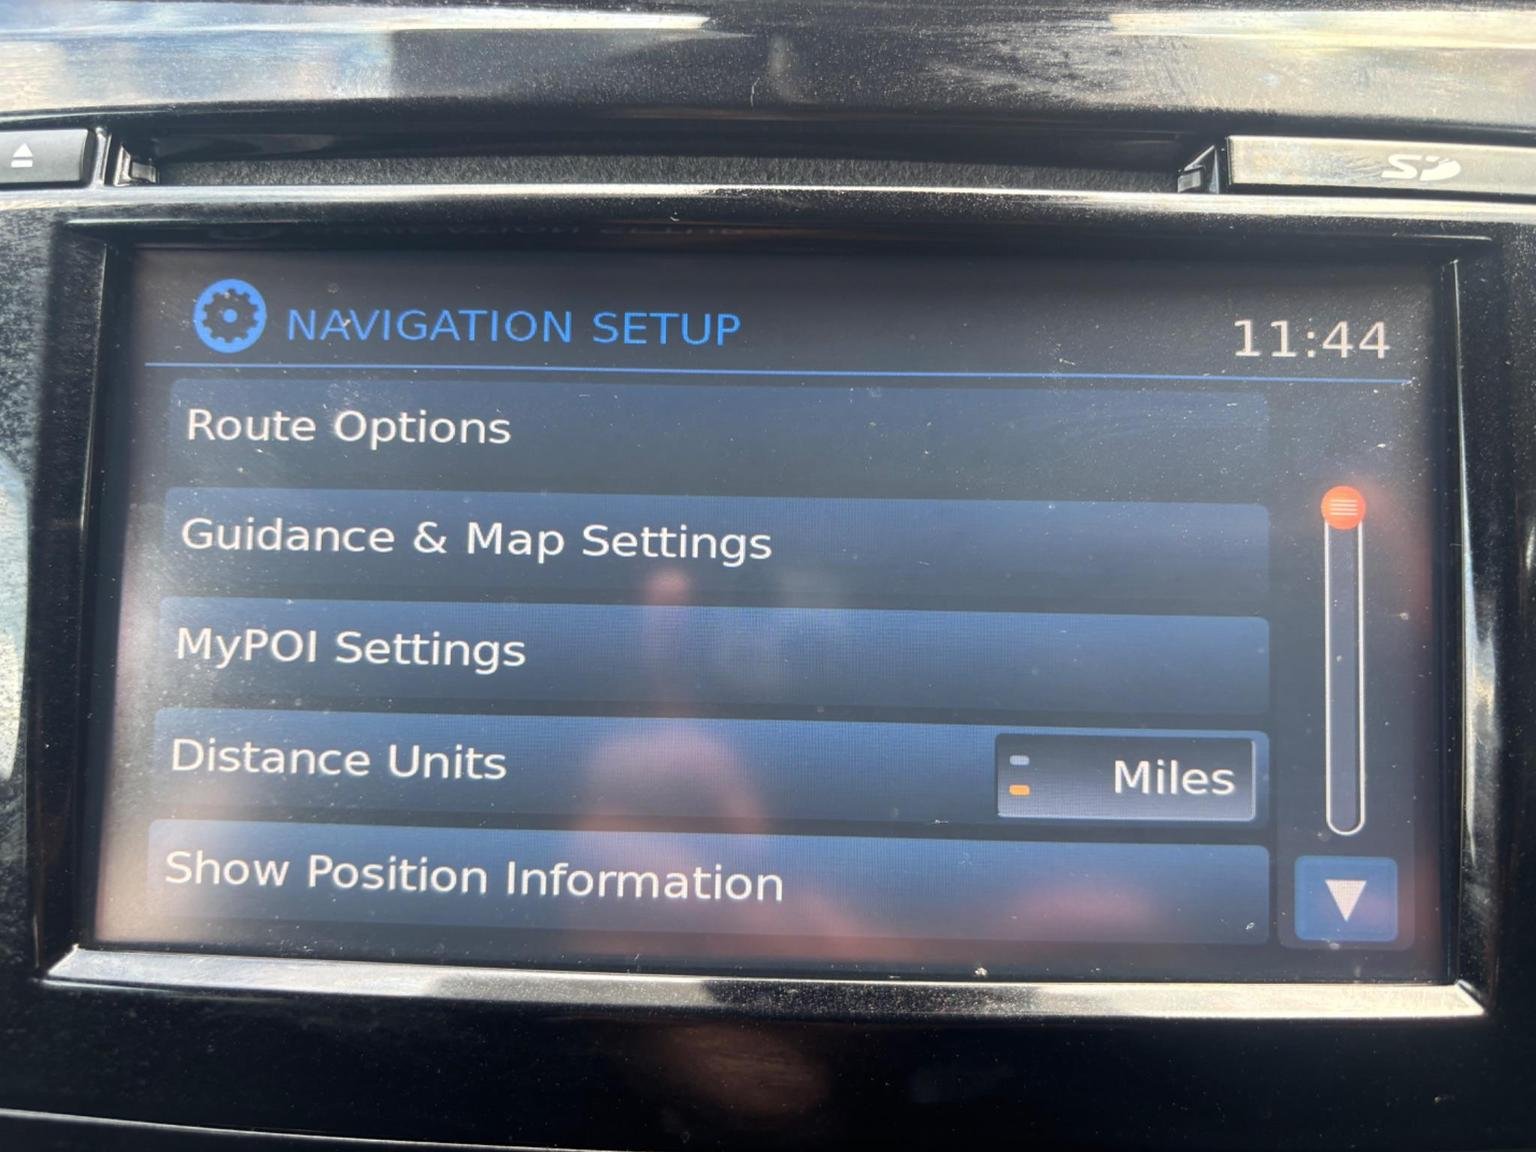 SD
NAVIGATION SETUP
11:44
Route Options
Guidance & Map Settings
MyPOI Settings
Distance Units
Miles
Show Position Information